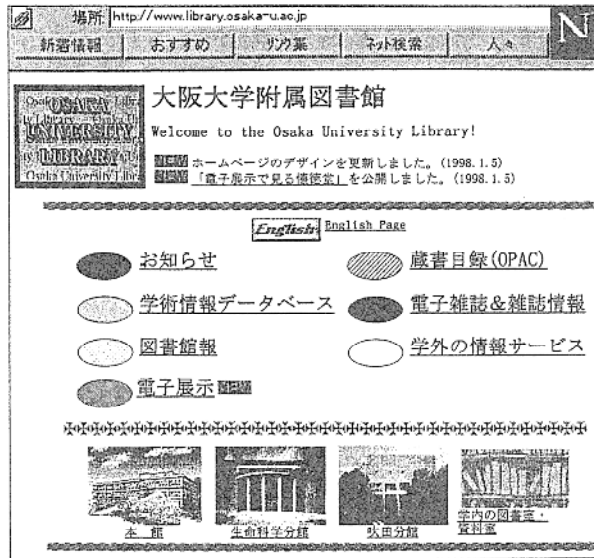 場所 http://www.library.osaka-u.ac.jp
N
新着情報 おすすめ リンク集 ネット検索 人々
OSAKA
UNIVERSITY
LIBRARY
大阪大学附属図書館
Welcome to the Osaka University Library!
NEW ホームページのデザインを更新しました。(1998.1.5)
NEW 「電子展示で見る懐徳堂」を公開しました。(1998.1.5)
English English Page
お知らせ 蔵書目録(OPAC)
学術情報データベース 電子雑誌&雑誌情報
図書館報 学外の情報サービス
電子展示 NEW
本 館 生命科学分館 吹田分館 学内の図書室・
資料室